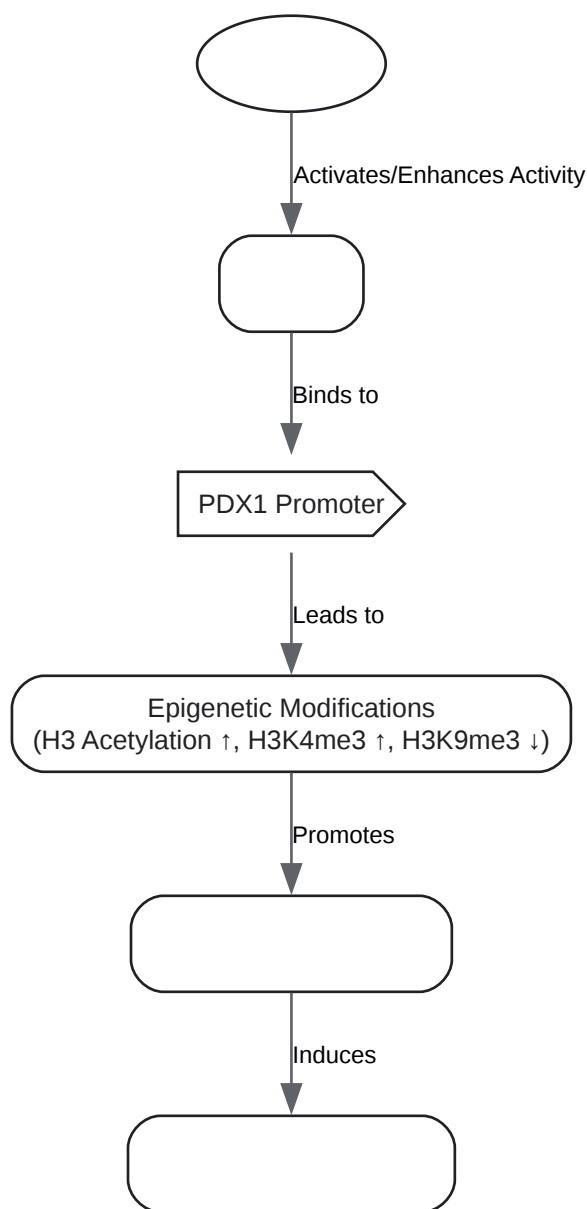 Activates/Enhances Activity
Binds to
PDX1 Promoter
Leads to
Epigenetic Modifications
(H3 Acetylation ↑, H3K4me3 ↑, H3K9me3 ↓)
Promotes
Induces